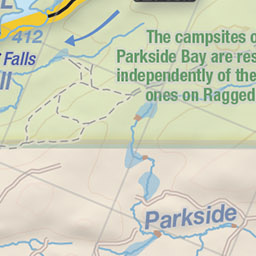 412
Falls
The campsites o
Parkside Bay are res
independently of the
ones on Ragged
Parkside